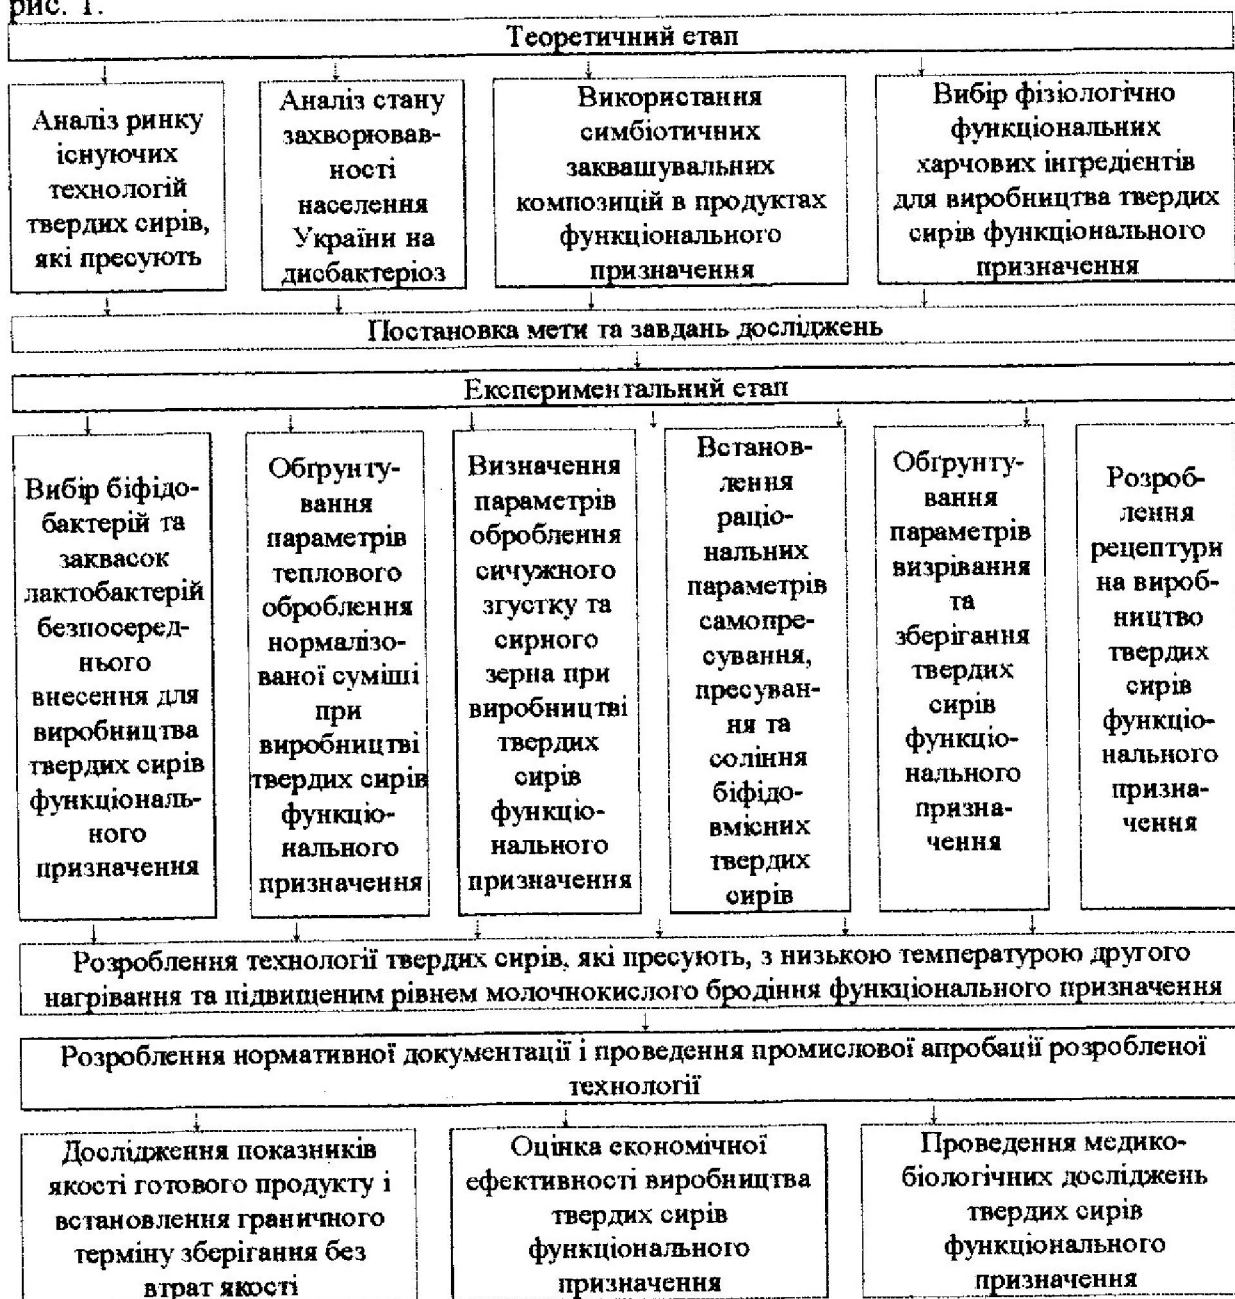 рис. 1.
Теоретичний етап
Аналіз ринку
існуючих
технологій
твердих сирів,
які пресують
Аналіз стану
захворював-
ності
населення
України на
дисбактеріоз
Використання
симбіотичних
заквашувальних
композицій в продуктах
функціонального
призначення
Вибір фізіологічно
функціональних
харчових інгредієнтів
для виробництва твердих
сирів функціонального
призначення
Постановка мети та завдань досліджень
Експериментальний етап
Вибір біфідо-
бактерій та
заквасок
лактобактерій
безпосеред-
нього
внесення для
виробництва
твердих сирів
функціональ-
ного
призначення
Обґрунту-
вання
параметрів
теплового
оброблення
нормалізо-
ваної суміші
при
виробництві
твердих сирів
функціо-
нального
призначення
Визначення
параметрів
оброблення
сичужного
згустку та
сирного
зерна при
виробництві
твердих
сирів
функціо-
нального
призначення
Встанов-
лення
раціо-
нальних
параметрів
самопре-
сування,
пресуван-
ня та
соління
біфідо-
вмісних
твердих
сирів
Обґрунту-
вання
параметрів
визрівання
та
зберігання
твердих
сирів
функціо-
нального
призна-
чення
Розроб-
лення
рецептури
на вироб-
ництво
твердих
сирів
функціо-
нального
призна-
чення
Розроблення технології твердих сирів, які пресують, з низькою температурою другого
нагрівання та підвищеним рівнем молочнокислого бродіння функціонального призначення
Розроблення нормативної документації і проведення промислової апробації розробленої
технології
Дослідження показників
якості готового продукту і
встановлення граничного
терміну зберігання без
втрат якості
Оцінка економічної
ефективності виробництва
твердих сирів
функціонального
призначення
Проведення медико-
біологічних досліджень
твердих сирів
функціонального
призначення